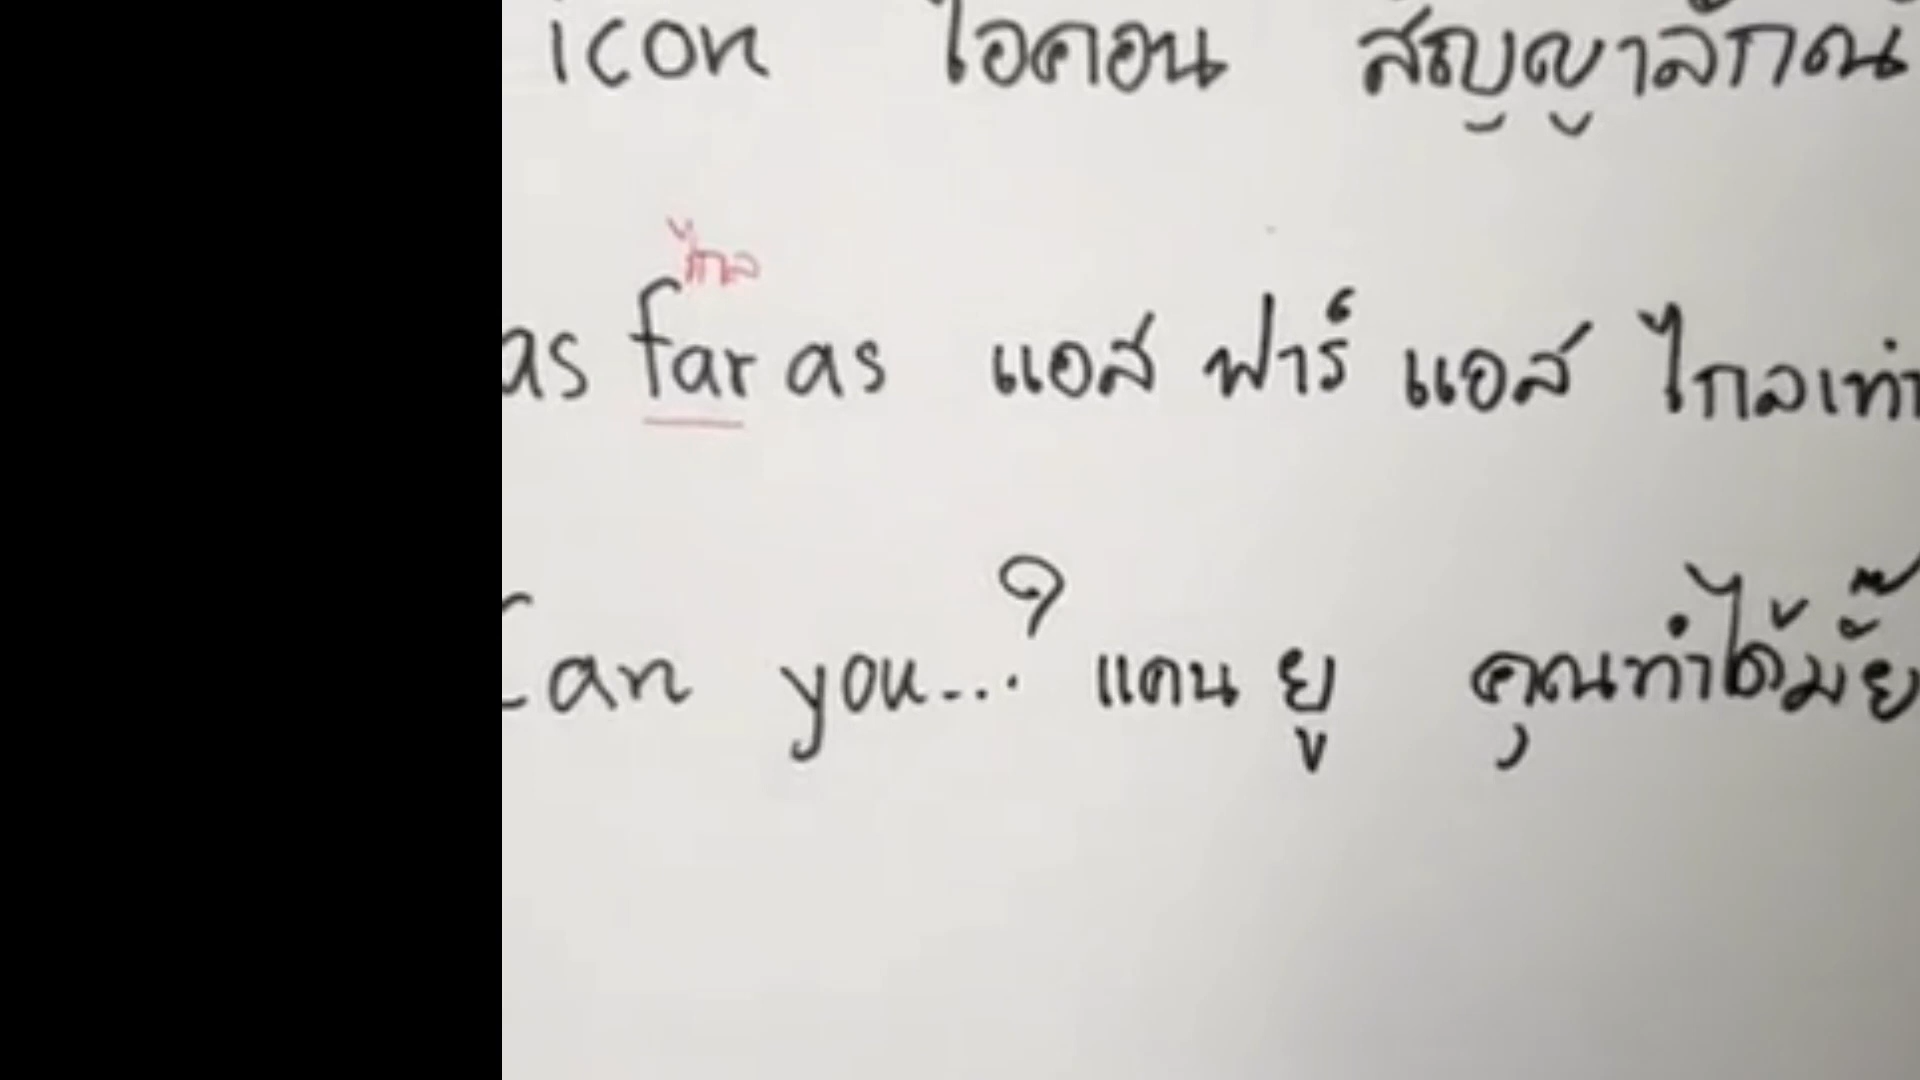 icon ไอคอน สัญญาลักณ์
ไกล
as far as แอส ฟาร์ แอส ไกลเท่า
Can you...? แคน ยู คุณทำได้มั๊ย